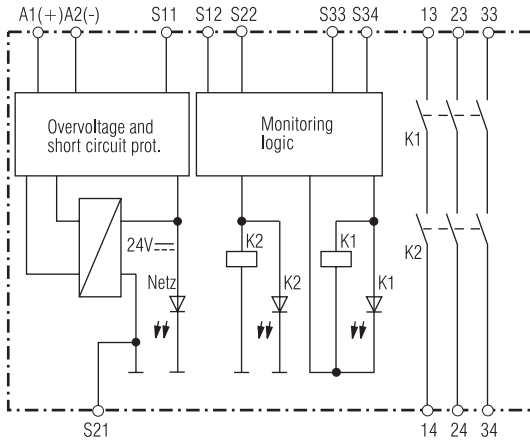 A1(+) A2(-) S11 S12 S22 S33 S34 13 23 33
Overvoltage and
short circuit prot.
Monitoring
logic
K1
24V
K2 K1 K2
Netz K2 K1
S21 14 24 34